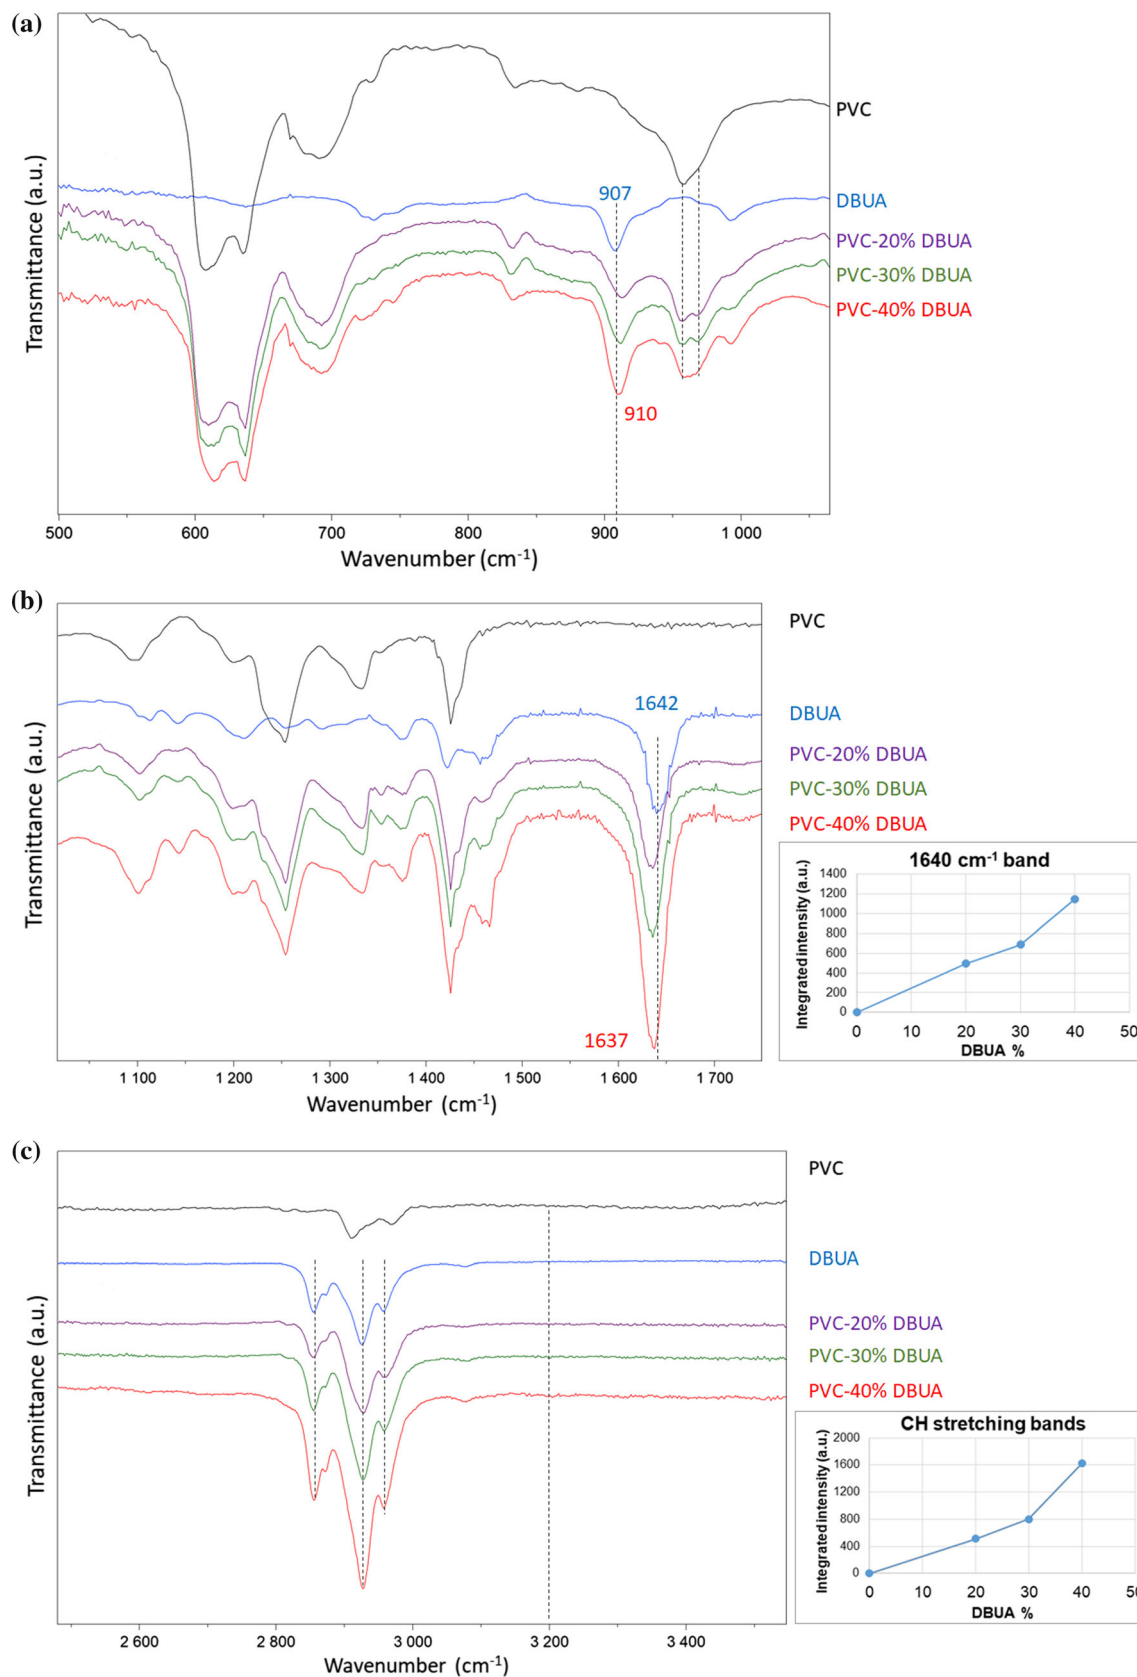 (a)
PVC
907
DBUA
PVC-20% DBUA
PVC-30% DBUA
PVC-40% DBUA
910
Transmittance (a.u.)
500 600 700 800 900 1 000
Wavenumber (cm-1)
(b)
PVC
1642
DBUA
PVC-20% DBUA
PVC-30% DBUA
PVC-40% DBUA
1637
Transmittance (a.u.)
1 100 1 200 1 300 1 400 1 500 1 600 1 700
Wavenumber (cm-1)
1640 cm-1 band
Integrated intensity (a.u.)
1400
1200
1000
800
600
400
200
0
0 10 20 30 40 50
DBUA %
(c)
PVC
DBUA
PVC-20% DBUA
PVC-30% DBUA
PVC-40% DBUA
Transmittance (a.u.)
2 600 2 800 3 000 3 200 3 400
Wavenumber (cm-1)
CH stretching bands
Integrated intensity (a.u.)
2000
1600
1200
800
400
0
0 10 20 30 40 50
DBUA %